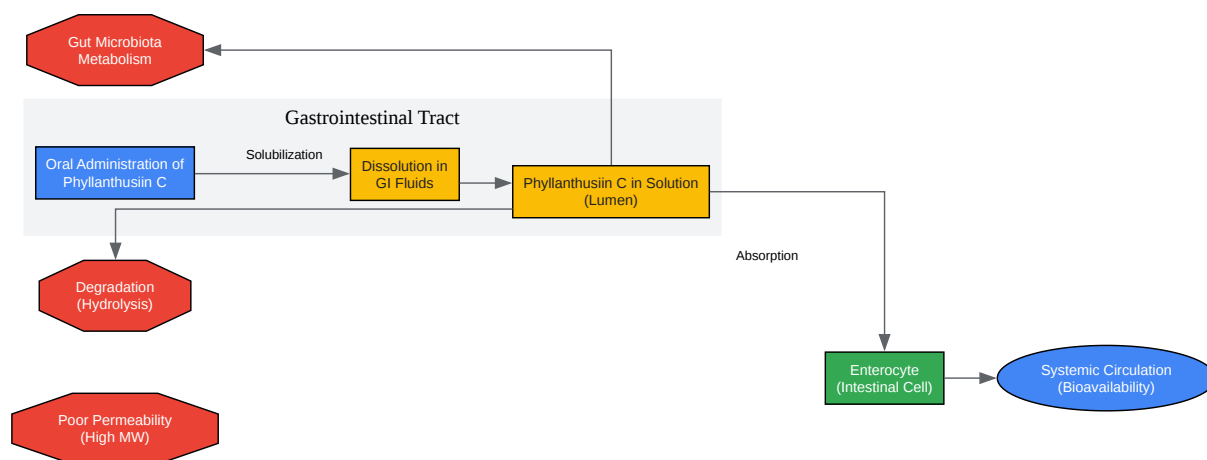 Gut Microbiota
Metabolism
Gastrointestinal Tract
Oral Administration of
Phyllanthusiin C
Solubilization
Dissolution in
GI Fluids
Phyllanthusiin C in Solution
(Lumen)
Absorption
Degradation
(Hydrolysis)
Enterocyte
(Intestinal Cell)
Systemic Circulation
(Bioavailability)
Poor Permeability
(High MW)